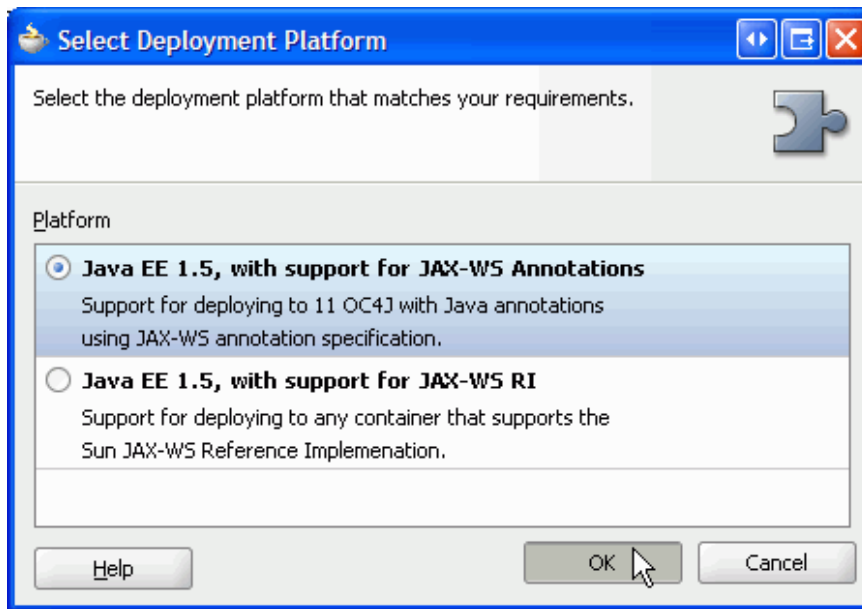 Select Deployment Platform
Select the deployment platform that matches your requirements.
Platform
Java EE 1.5, with support for JAX-WS Annotations
Support for deploying to 11 OC4J with Java annotations
using JAX-WS annotation specification.
Java EE 1.5, with support for JAX-WS RI
Support for deploying to any container that supports the
Sun JAX-WS Reference Implemenation.
Help
OK
Cancel